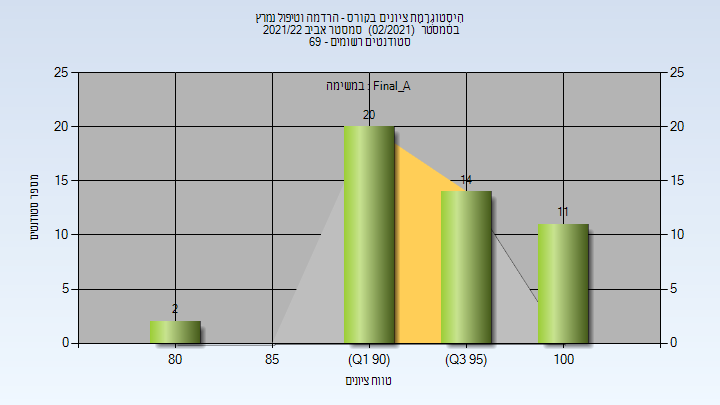 היסטוגרמת ציונים בקורס - הרדמה וטיפול נמרץ
בסמסטר (02/2021) סמסטר אביב 2021/22
סטודנטים רשומים - 69
במשימה : Final_A
25 25
20 20
15 15
10 10
5 5
0 0
20
14
11
2
מספר סטודנטים
80 85 (Q1 90) (Q3 95) 100
טווח ציונים